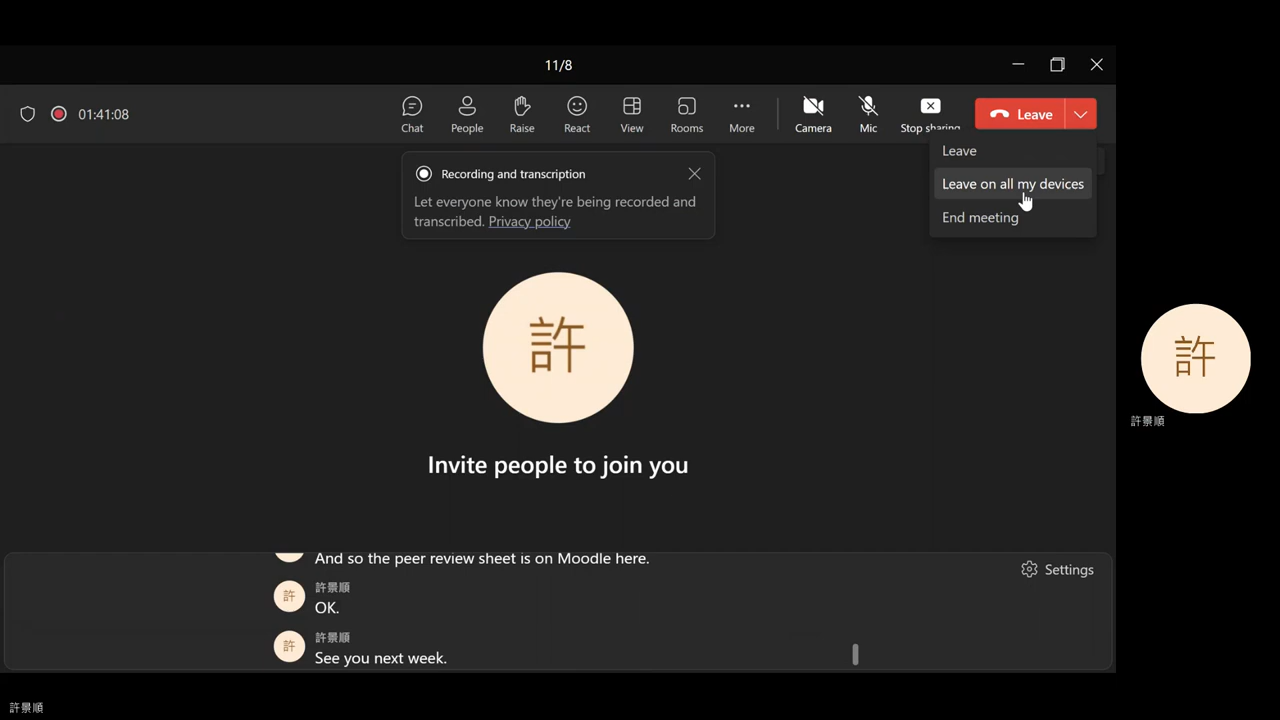 11/8
01:41:08
Chat
People
Raise
React
View
Rooms
More
Camera
Mic
Stop sharing
Leave
Leave
Leave on all my devices
End meeting
Recording and transcription
Let everyone know they're being recorded and
transcribed. Privacy policy
許
Invite people to join you
許
許景順
And so the peer review sheet is on Moodle here.
Settings
許
許景順
OK.
許
許景順
See you next week.
許景順